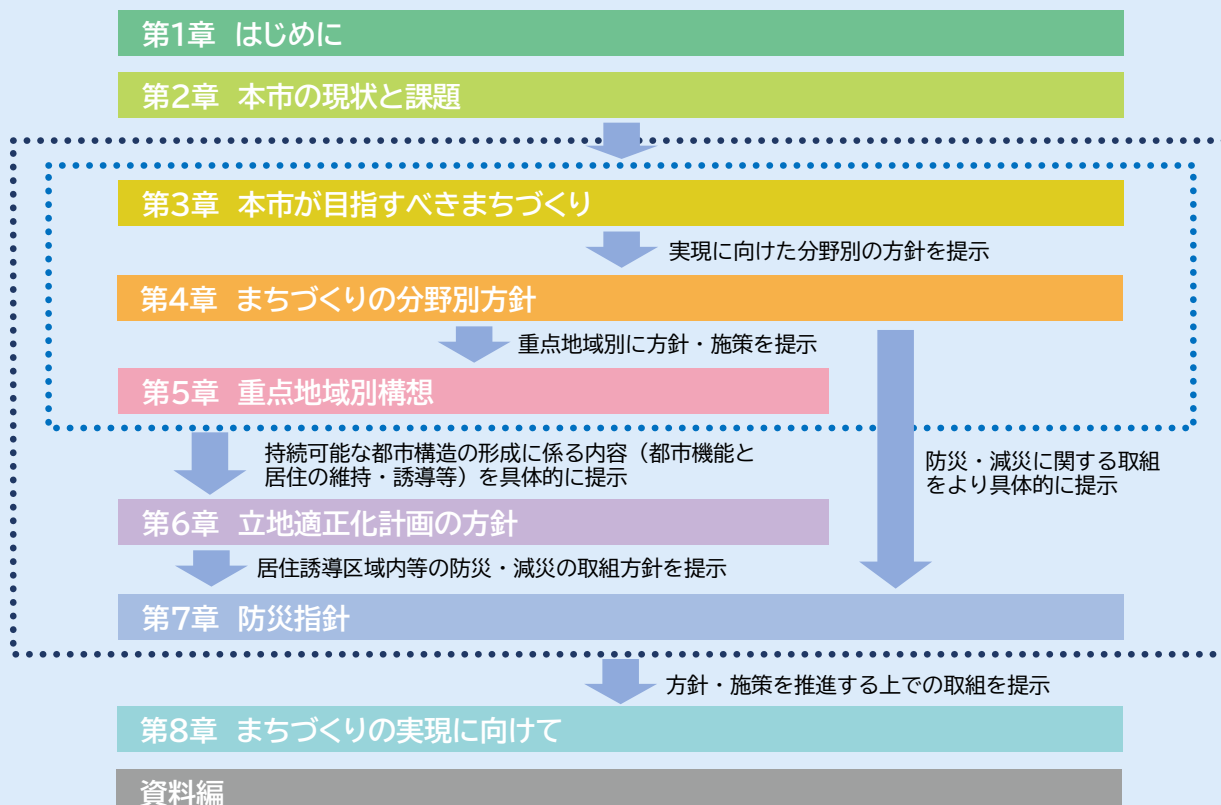 第1章 はじめに
第2章 本市の現状と課題
第3章 本市が目指すべきまちづくり
実現に向けた分野別の方針を提示
第4章 まちづくりの分野別方針
重点地域別に方針・施策を提示
第5章 重点地域別構想
持続可能な都市構造の形成に係る内容（都市機能と
居住の維持・誘導等）を具体的に提示
防災・減災に関する取組
をより具体的に提示
第6章 立地適正化計画の方針
居住誘導区域内等の防災・減災の取組方針を提示
第7章 防災指針
方針・施策を推進する上での取組を提示
第8章 まちづくりの実現に向けて
資料編